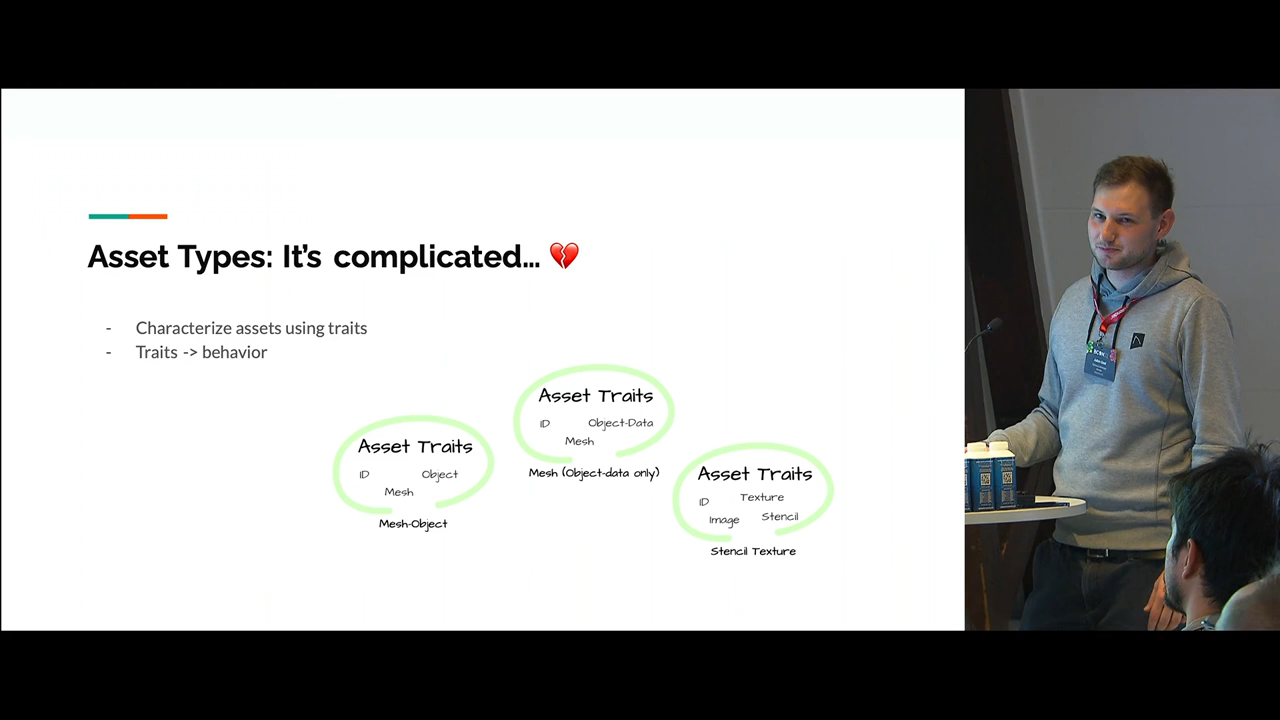 Asset Types: It's complicated... 💔
- Characterize assets using traits
- Traits -> behavior
Asset Traits
ID Object-Data
Mesh
Mesh (Object-data only)
Asset Traits
ID Object
Mesh
Mesh-Object
Asset Traits
ID Texture
Image Stencil
Stencil Texture